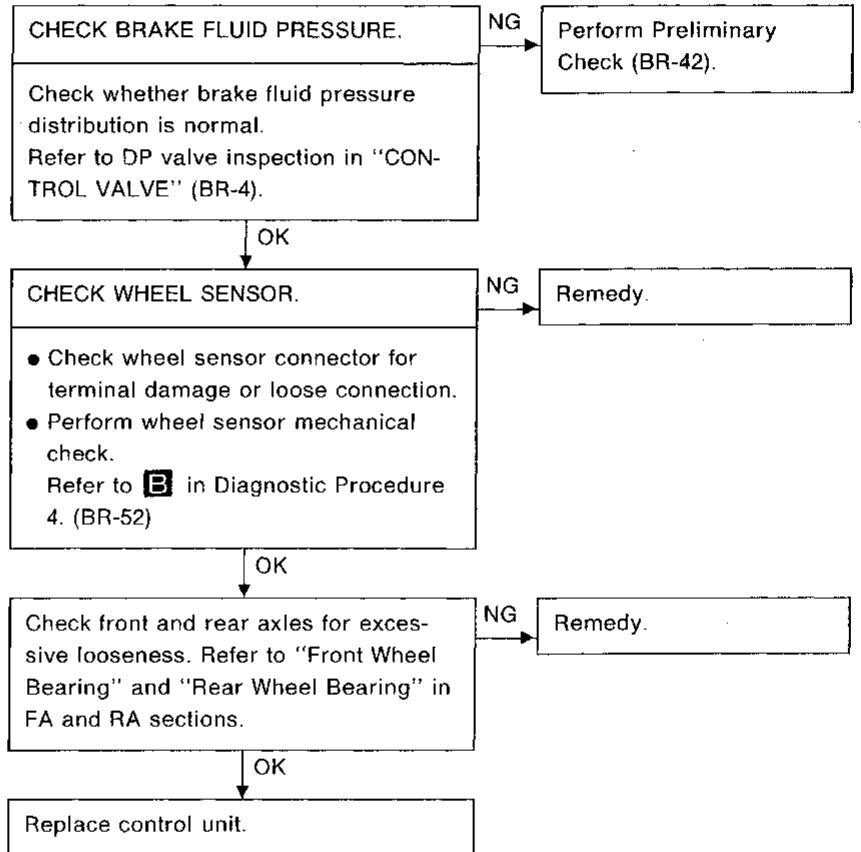 CHECK BRAKE FLUID PRESSURE.
NG
Perform Preliminary
Check (BR-42).
Check whether brake fluid pressure
distribution is normal.
Refer to DP valve inspection in "CON-
TROL VALVE" (BR-4).
OK
CHECK WHEEL SENSOR.
NG
Remedy.
● Check wheel sensor connector for
terminal damage or loose connection.
● Perform wheel sensor mechanical
check.
Refer to B in Diagnostic Procedure
4. (BR-52)
OK
Check front and rear axles for exces-
sive looseness. Refer to "Front Wheel
Bearing" and "Rear Wheel Bearing" in
FA and RA sections.
NG
Remedy.
OK
Replace control unit.